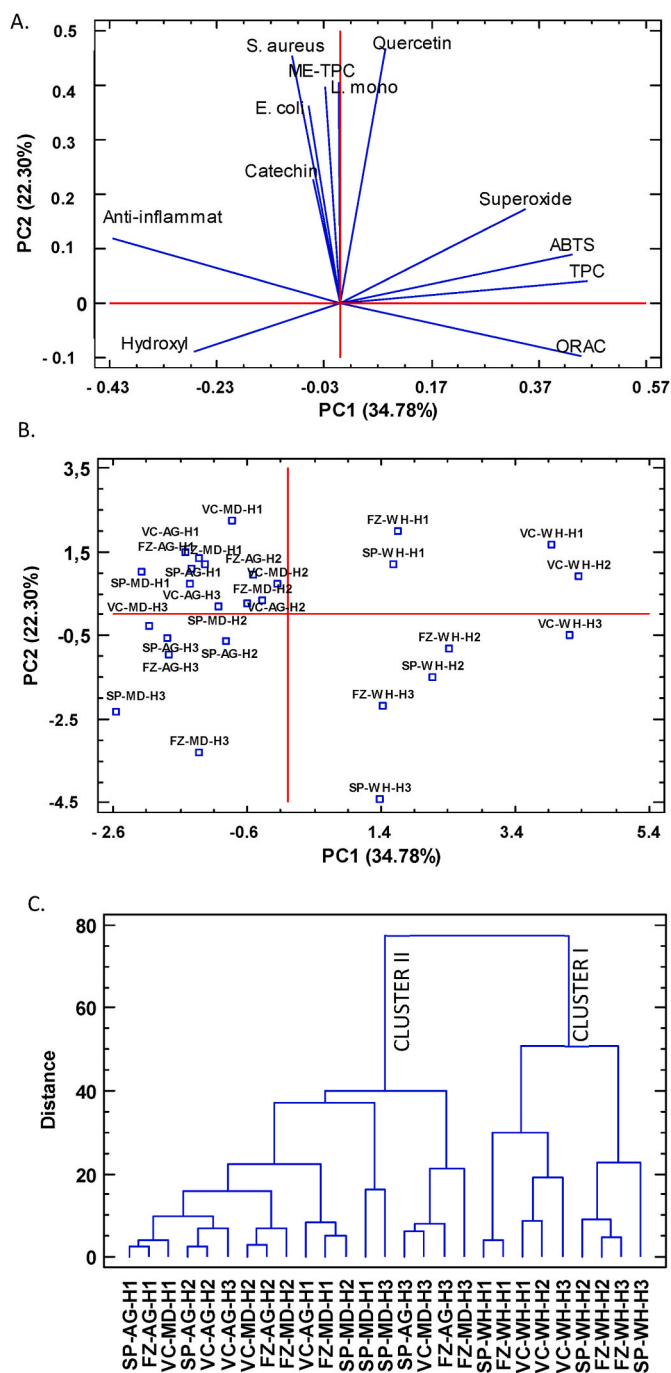 A.
PC2 (22.30%)
0.5
0.4
0.3
0.2
0.1
0
- 0.1
S. aureus
Quercetin
ME-TPC
L. mono
E. coli
Catechin
Superoxide
Anti-inflammat
ABTS
TPC
Hydroxyl
ORAC
- 0.43
-0.23
-0.03
0.17
0.37
0 .57
PC1 (34.78%)
B.
PC2 (22.30%)
3,5
1.5
-0.5
-2.5
-4.5
VC-MD-H1
FZ-WH-H1
VC-AG-H1
VC-WH-H1
FZ-AG-H1
FZ-MD-H1
FZ-AG-H2
SP-WH-H1
SP-MD-H1
SP-AG-H1
VC-MD-H2
VC-WH-H2
VC-AG-H3
FZ-MD-H2
VC-MD-H3
VC-AG-H2
SP-MD-H2
VC-WH-H3
SP-AG-H3
SP-AG-H2
FZ-WH-H2
FZ-AG-H3
SP-WH-H2
SP-MD-H3
FZ-WH-H3
FZ-MD-H3
SP-WH-H3
- 2.6
-0.6
1.4
3.4
5.4
PC1 (34.78%)
C.
Distance
80
60
40
20
0
CLUSTER II
CLUSTER I
SP-AG-H1
FZ-AG-H1
VC-MD-H1
SP-AG-H2
VC-AG-H2
VC-AG-H3
VC-MD-H2
FZ-AG-H2
FZ-MD-H2
VC-AG-H1
FZ-MD-H1
SP-MD-H2
SP-MD-H1
SP-MD-H3
SP-AG-H3
VC-MD-H3
FZ-AG-H3
FZ-MD-H3
SP-WH-H1
FZ-WH-H1
VC-WH-H1
VC-WH-H2
VC-WH-H3
SP-WH-H2
FZ-WH-H2
FZ-WH-H3
SP-WH-H3